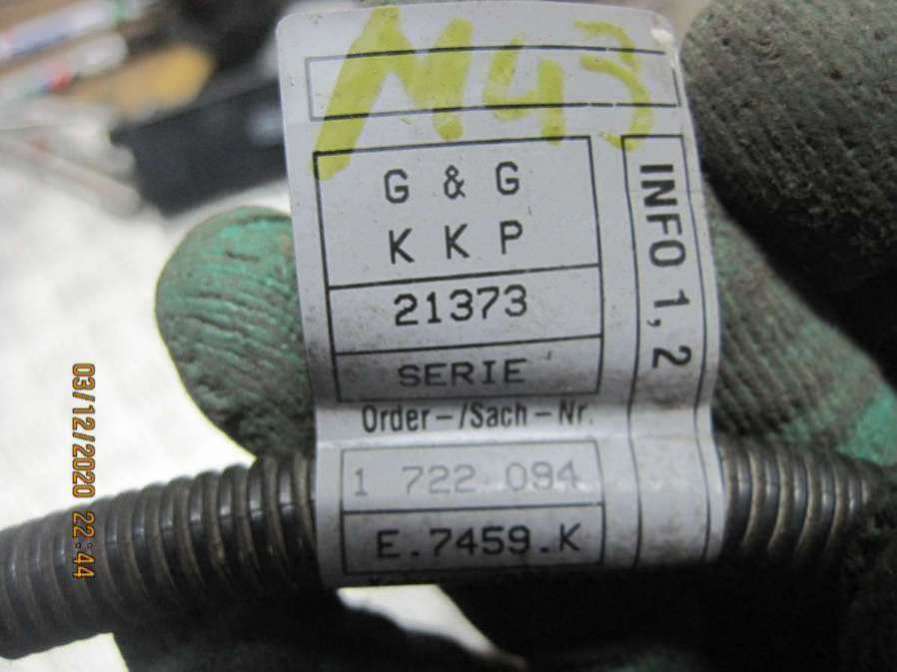 M43
G & G
K K P
21373
SERIE
INFO 1, 2
Order-/Sach-Nr.
1 722 094
E.7459.K
03/12/2020 22:44